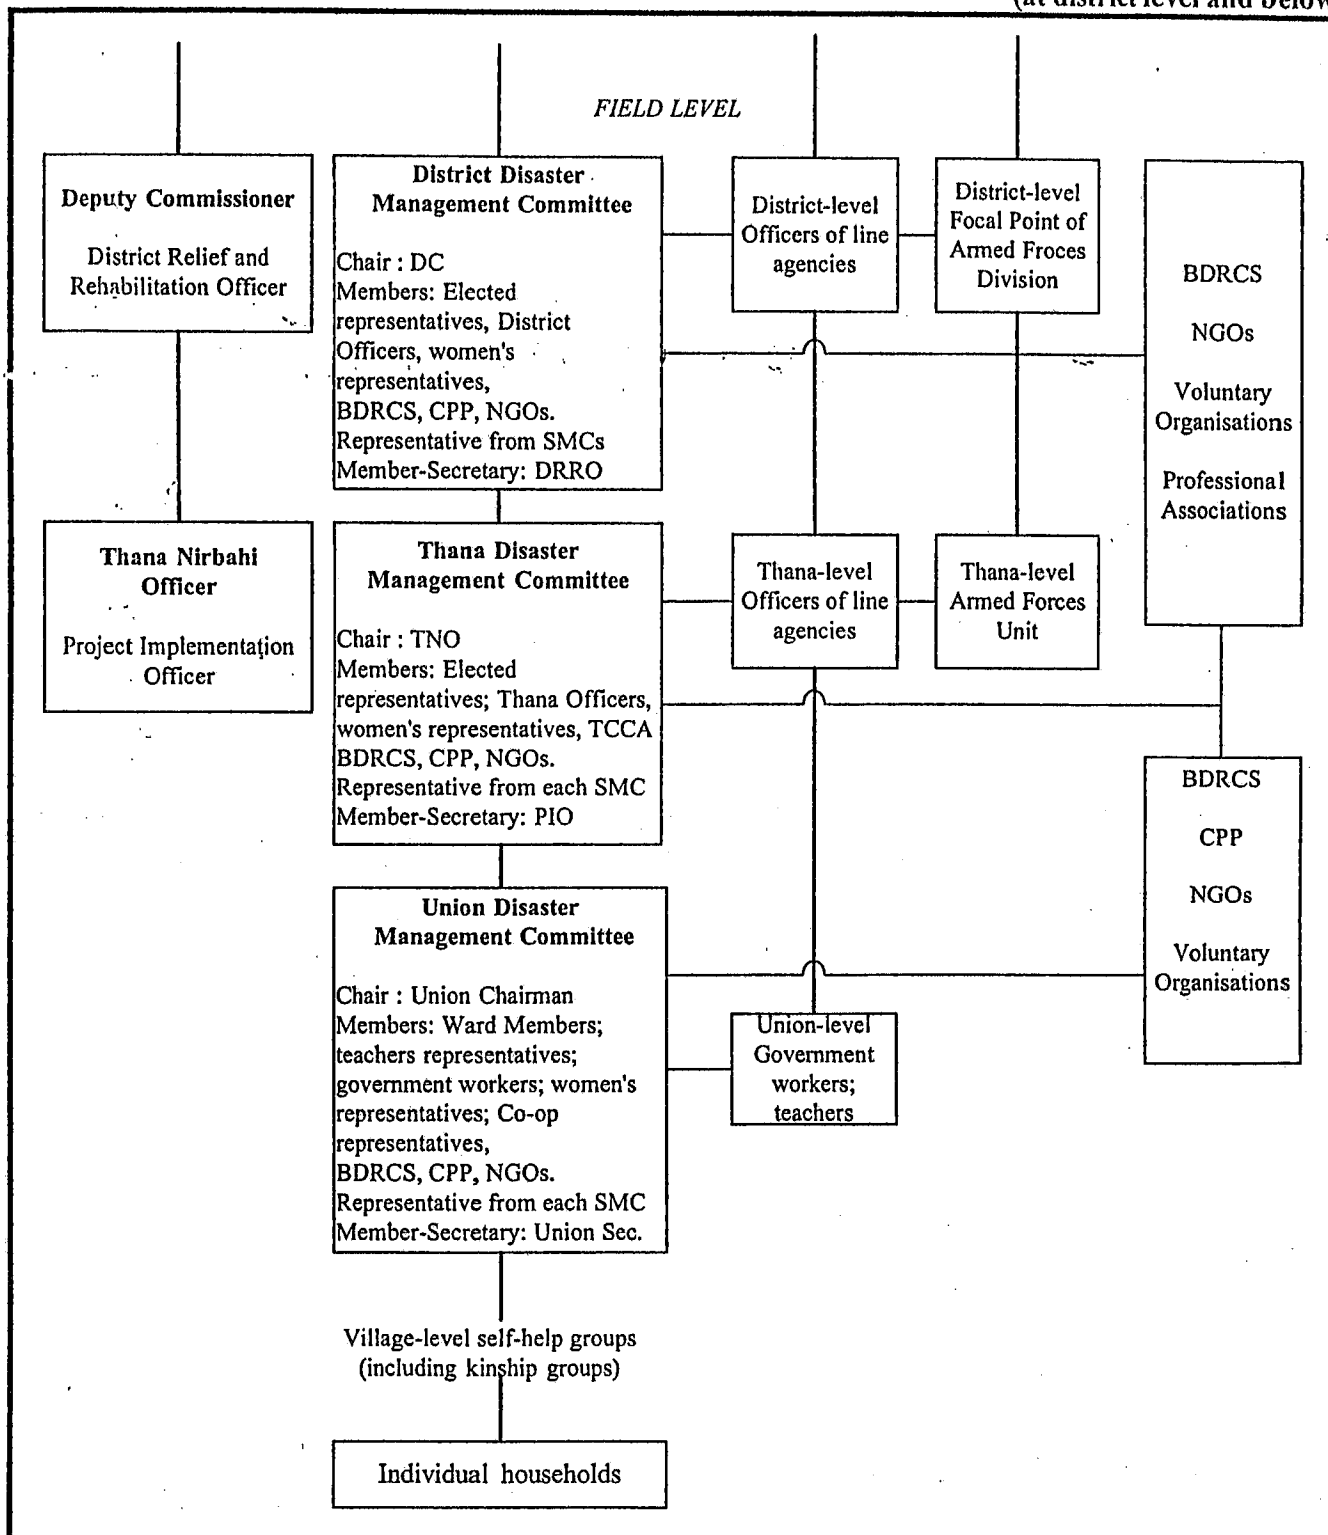 (at district level and below
FIELD LEVEL
Deputy Commissioner
District Relief and
Rehabilitation Officer
District Disaster
Management Committee
Chair : DC
Members: Elected
representatives, District
Officers, women's
representatives,
BDRCS, CPP, NGOs.
Representative from SMCs
Member-Secretary: DRRO
District-level
Officers of line
agencies
District-level
Focal Point of
Armed Froces
Division
BDRCS
NGOs
Voluntary
Organisations
Professional
Associations
Thana Nirbahi
Officer
Project Implementation
Officer
Thana Disaster
Management Committee
Chair : TNO
Members: Elected
representatives; Thana Officers,
women's representatives, TCCA
BDRCS, CPP, NGOs.
Representative from each SMC
Member-Secretary: PIO
Thana-level
Officers of line
agencies
Thana-level
Armed Forces
Unit
BDRCS
CPP
NGOs
Voluntary
Organisations
Union Disaster
Management Committee
Chair : Union Chairman
Members: Ward Members;
teachers representatives;
government workers; women's
representatives; Co-op
representatives,
BDRCS, CPP, NGOs.
Representative from each SMC
Member-Secretary: Union Sec.
Union-level
Government
workers;
teachers
Village-level self-help groups
(including kinship groups)
Individual households